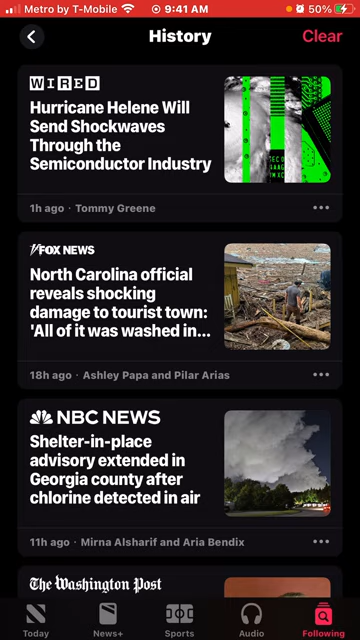 Metro by T-Mobile 9:41 AM 50%
History Clear
WIRED
Hurricane Helene Will
Send Shockwaves
Through the
Semiconductor Industry
1h ago · Tommy Greene
FOX NEWS
North Carolina official
reveals shocking
damage to tourist town:
'All of it was washed in...
18h ago · Ashley Papa and Pilar Arias
NBC NEWS
Shelter-in-place
advisory extended in
Georgia county after
chlorine detected in air
11h ago · Mirna Alsharif and Aria Bendix
The Washington Post
Today News+ Sports Audio Following